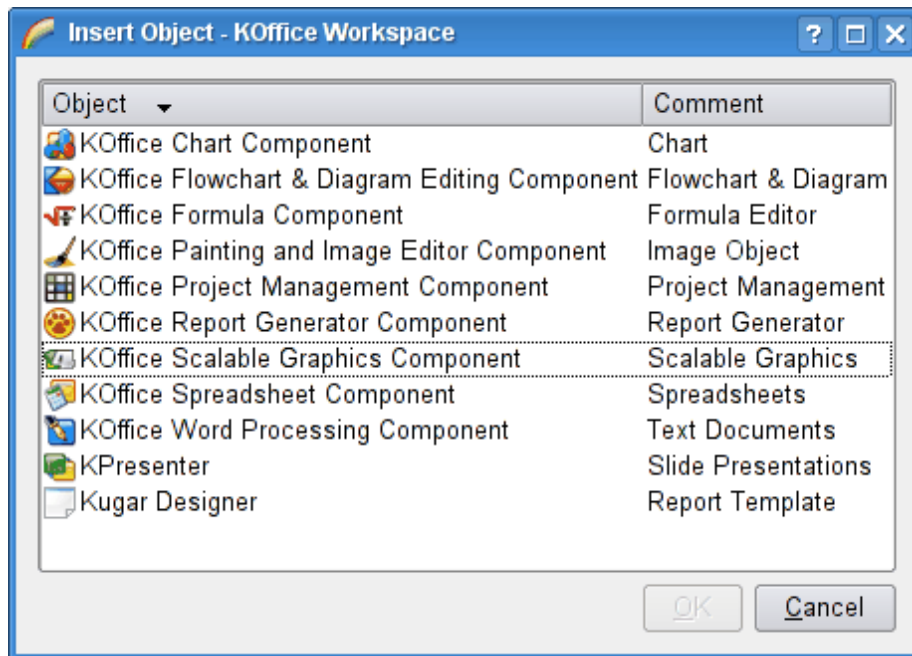 Insert Object - KOffice Workspace
?
Object Comment
KOffice Chart Component Chart
KOffice Flowchart & Diagram Editing Component Flowchart & Diagram
KOffice Formula Component Formula Editor
KOffice Painting and Image Editor Component Image Object
KOffice Project Management Component Project Management
KOffice Report Generator Component Report Generator
KOffice Scalable Graphics Component Scalable Graphics
KOffice Spreadsheet Component Spreadsheets
KOffice Word Processing Component Text Documents
KPresenter Slide Presentations
Kugar Designer Report Template
OK Cancel